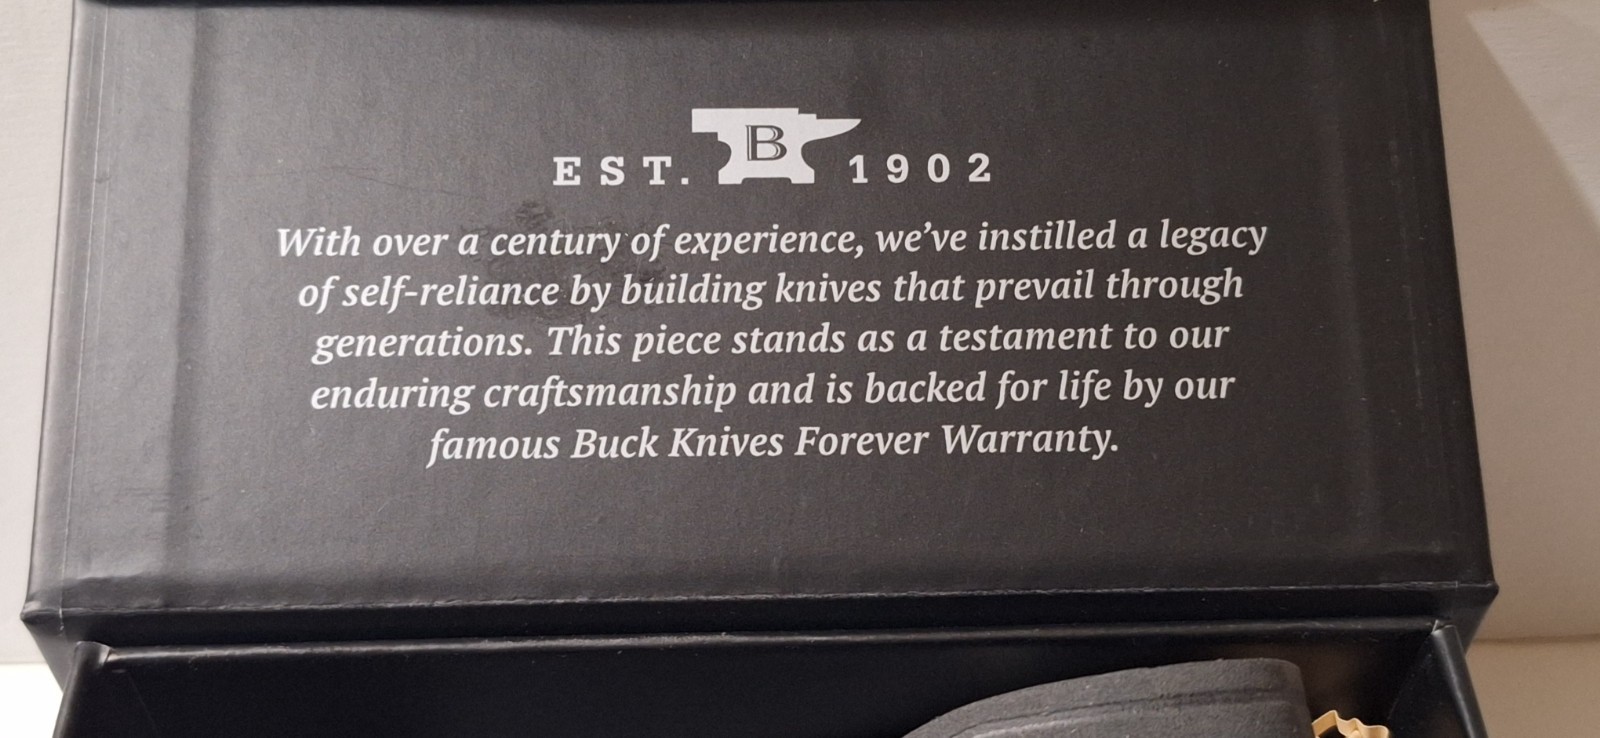 EST. B 1902
With over a century of experience, we've instilled a legacy
of self-reliance by building knives that prevail through
generations. This piece stands as a testament to our
enduring craftsmanship and is backed for life by our
famous Buck Knives Forever Warranty.